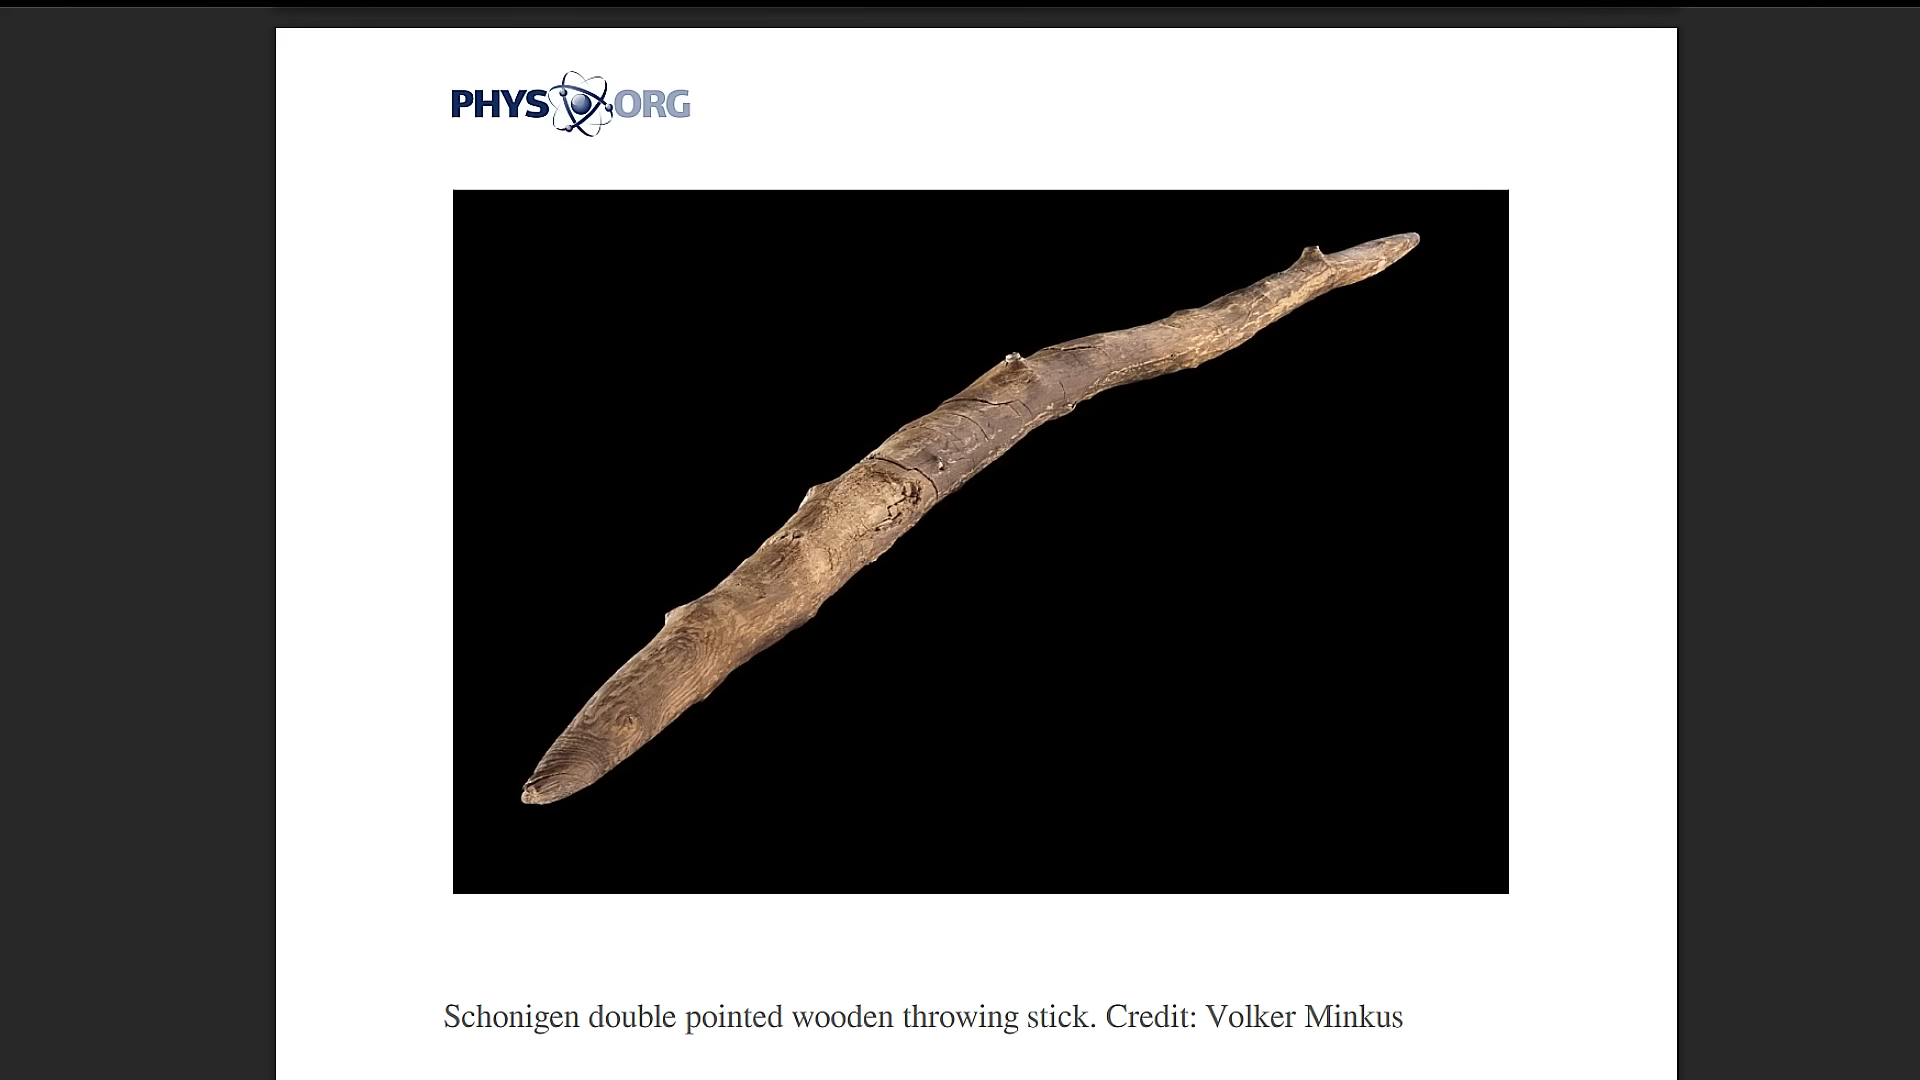 PHYS ORG
Schonigen double pointed wooden throwing stick. Credit: Volker Minkus